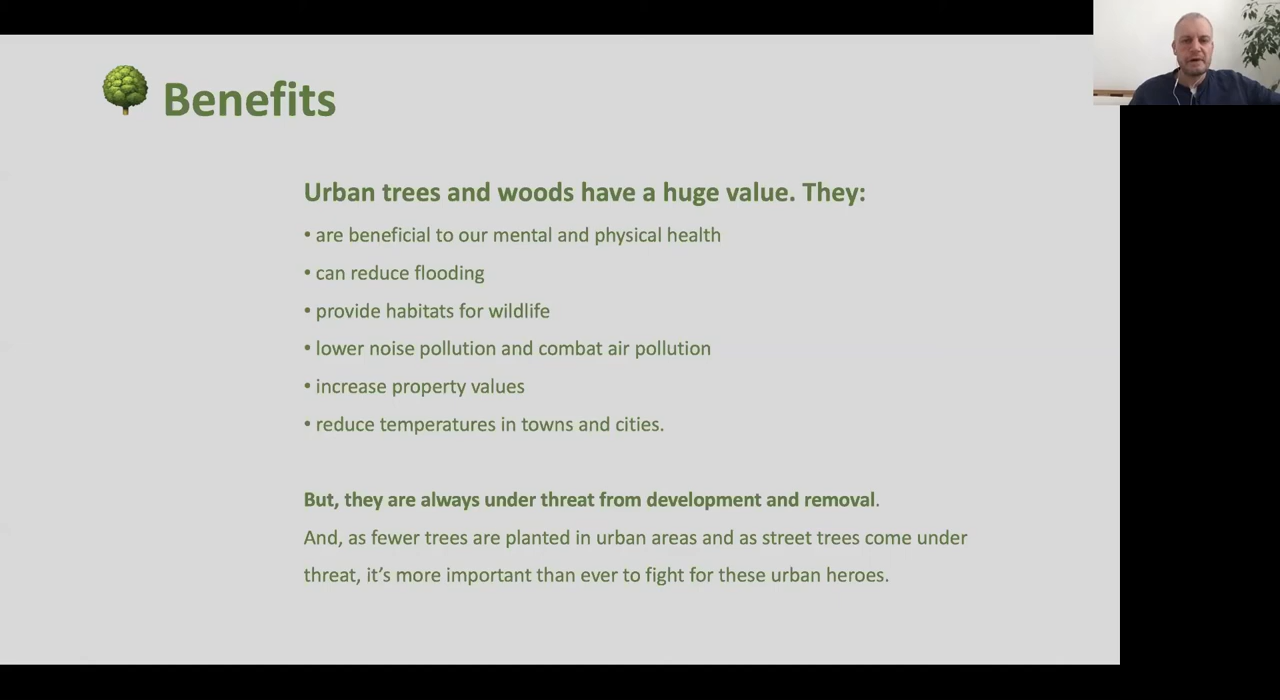 Benefits
Urban trees and woods have a huge value. They:
• are beneficial to our mental and physical health
• can reduce flooding
• provide habitats for wildlife
• lower noise pollution and combat air pollution
• increase property values
• reduce temperatures in towns and cities.
But, they are always under threat from development and removal.
And, as fewer trees are planted in urban areas and as street trees come under
threat, it’s more important than ever to fight for these urban heroes.